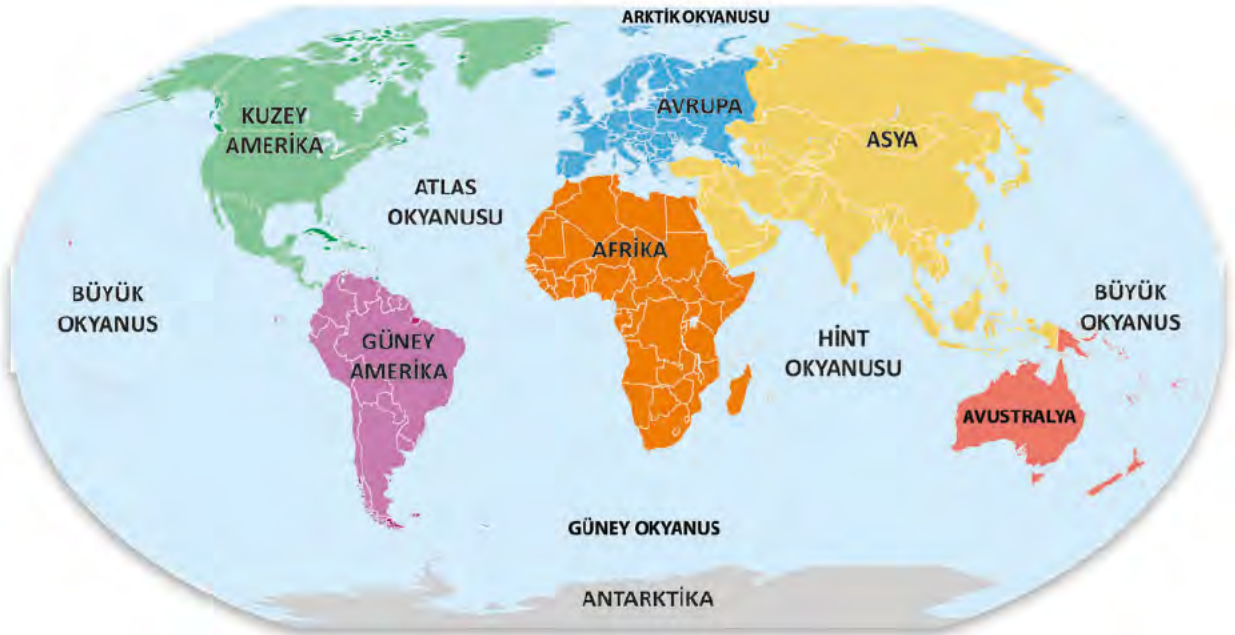 ARKTİK OKYANUSU
KUZEY
AMERİKA
AVRUPA
ASYA
ATLAS
OKYANUSU
AFRİKA
BÜYÜK
OKYANUS
GÜNEY
AMERİKA
HİNT
OKYANUSU
BÜYÜK
OKYANUS
AVUSTRALYA
GÜNEY OKYANUS
ANTARKTİKA